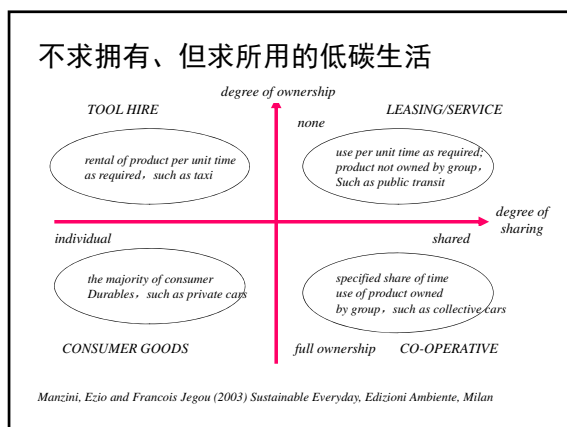 不求拥有、但求所用的低碳生活
degree of ownership
TOOL HIRE
LEASING/SERVICE
none
rental of product per unit time
as required，such as taxi
use per unit time as required;
product not owned by group，
Such as public transit
degree of
sharing
individual
shared
the majority of consumer
Durables，such as private cars
specified share of time
use of product owned
by group，such as collective cars
CONSUMER GOODS
full ownership
CO-OPERATIVE
Manzini, Ezio and Francois Jegou (2003) Sustainable Everyday, Edizioni Ambiente, Milan